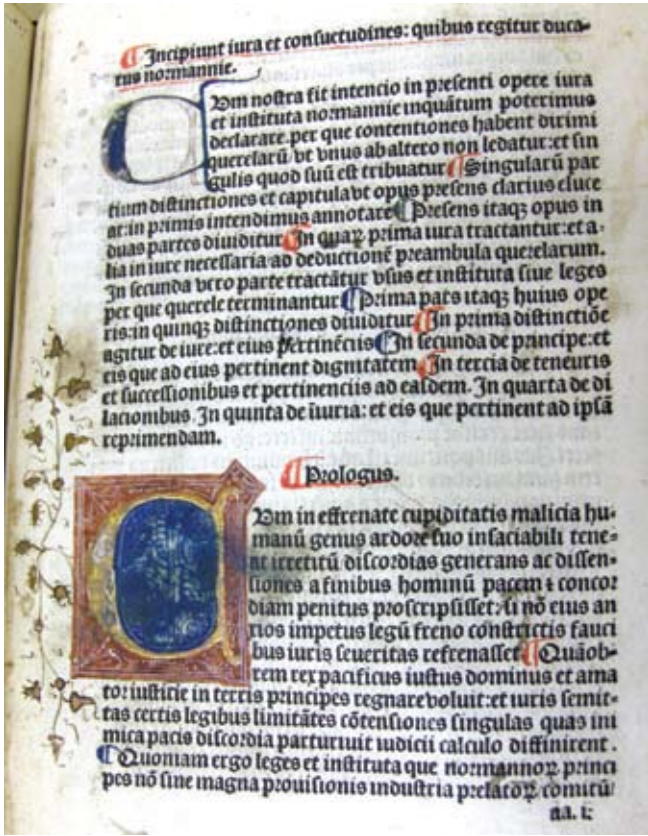 ¶ Incipiunt iura et consuetudines: quibus regitur duca-
tus normannie.
CVm nostra sit intencio in presenti opere iura
et instituta normannie inquātum poterimus
declarare. per que contentiones habent dirimi
querelarū vt vnus ab altero non ledatur: et sin
gulis quod suū est tribuatur ¶ Singularū par
tium distinctiones et capitula vt opus presens clarius eluce
at: in primis intendimus annotare ¶ Presens itaqꝫ opus in
duas partes diuiditur ¶ In quaꝝ prima iura tractantur: et a-
lia in iure necessaria ad deductionē preambula querelarum.
In secunda vero parte tractātur vsus et instituta siue leges
per que querele terminantur ¶ Prima pars itaqꝫ huius ope
ris: in quinqꝫ distinctiones diuiditur ¶ In prima distinctiōe
agitur de iure: et eius pertinēciis ¶ In secunda de principe: et
eis que ad eius pertinent dignitatem ¶ In tercia de teneuris
et successionibus et pertinenciis ad easdem. In quarta de di
lacionibus. In quinta de iīuria: et eis que pertinent ad ipsā
reprimendam.
¶ Prologus.
CVm in effrenate cupiditatis malicia hu-
manū genus ardore suo insaciabili tene-
at irretitū discordias generans ac dissen-
siones a finibus hominū pacem ⁊ concor
diam penitus proscripsisset: Ni nō eius an
rios impetus legū freno constrictis fauci
bus iuris seueritas refrenasset ¶ Quāob-
rem rex pacificus iustus dominus et ama
tor iusticie in terris principes regnare voluit: et iuris semit-
tas certis legibus limitātes cōtensiones singulas quas ini
mica pacis discordia parturiuit iudicii calculo diffinirent.
¶ Quoniam ergo leges et instituta que normannoꝝ princi
pes nō sine magna prouisionis industria prelatoꝝ comitū
aa. i: